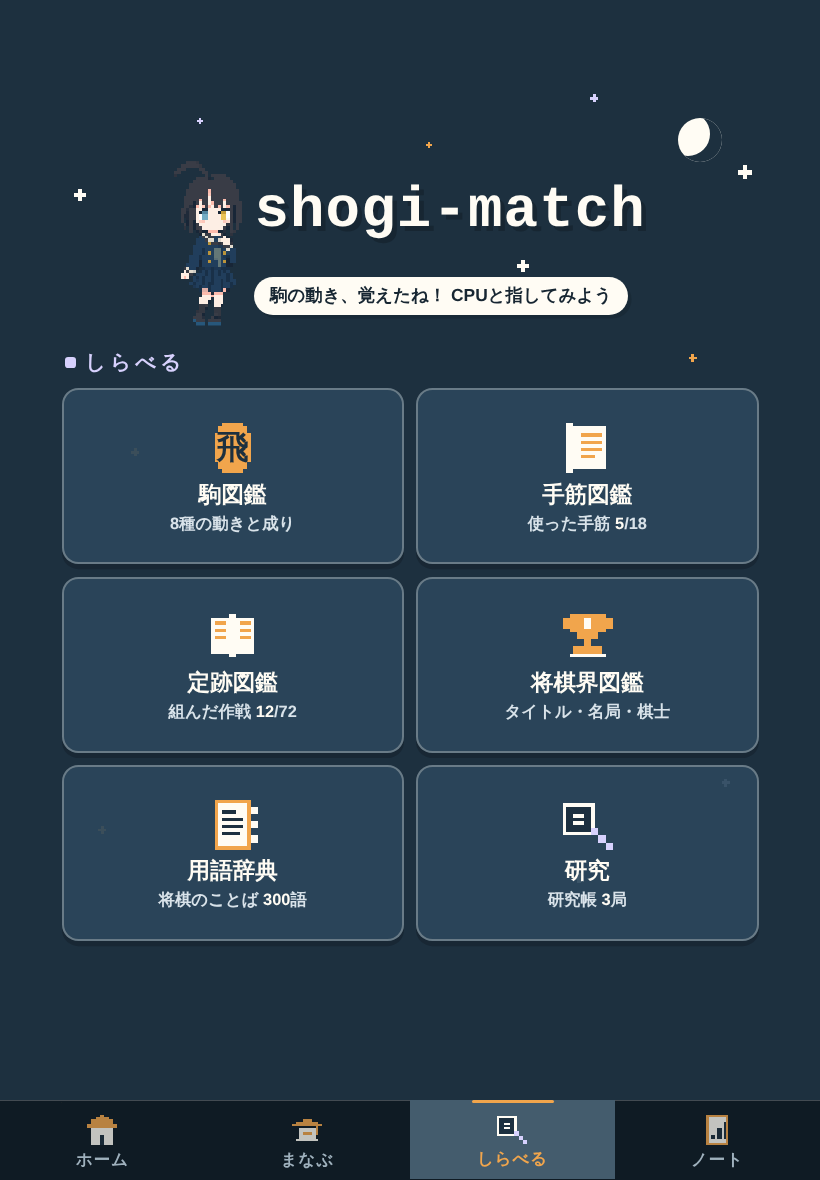 shogi-match
駒の動き、覚えたね！ CPUと指してみよう
しらべる
飛
駒図鑑
8種の動きと成り
手筋図鑑
使った手筋 5/18
定跡図鑑
組んだ作戦 12/72
将棋界図鑑
タイトル・名局・棋士
用語辞典
将棋のことば 300語
研究
研究帳 3局
ホーム
まなぶ
しらべる
ノート